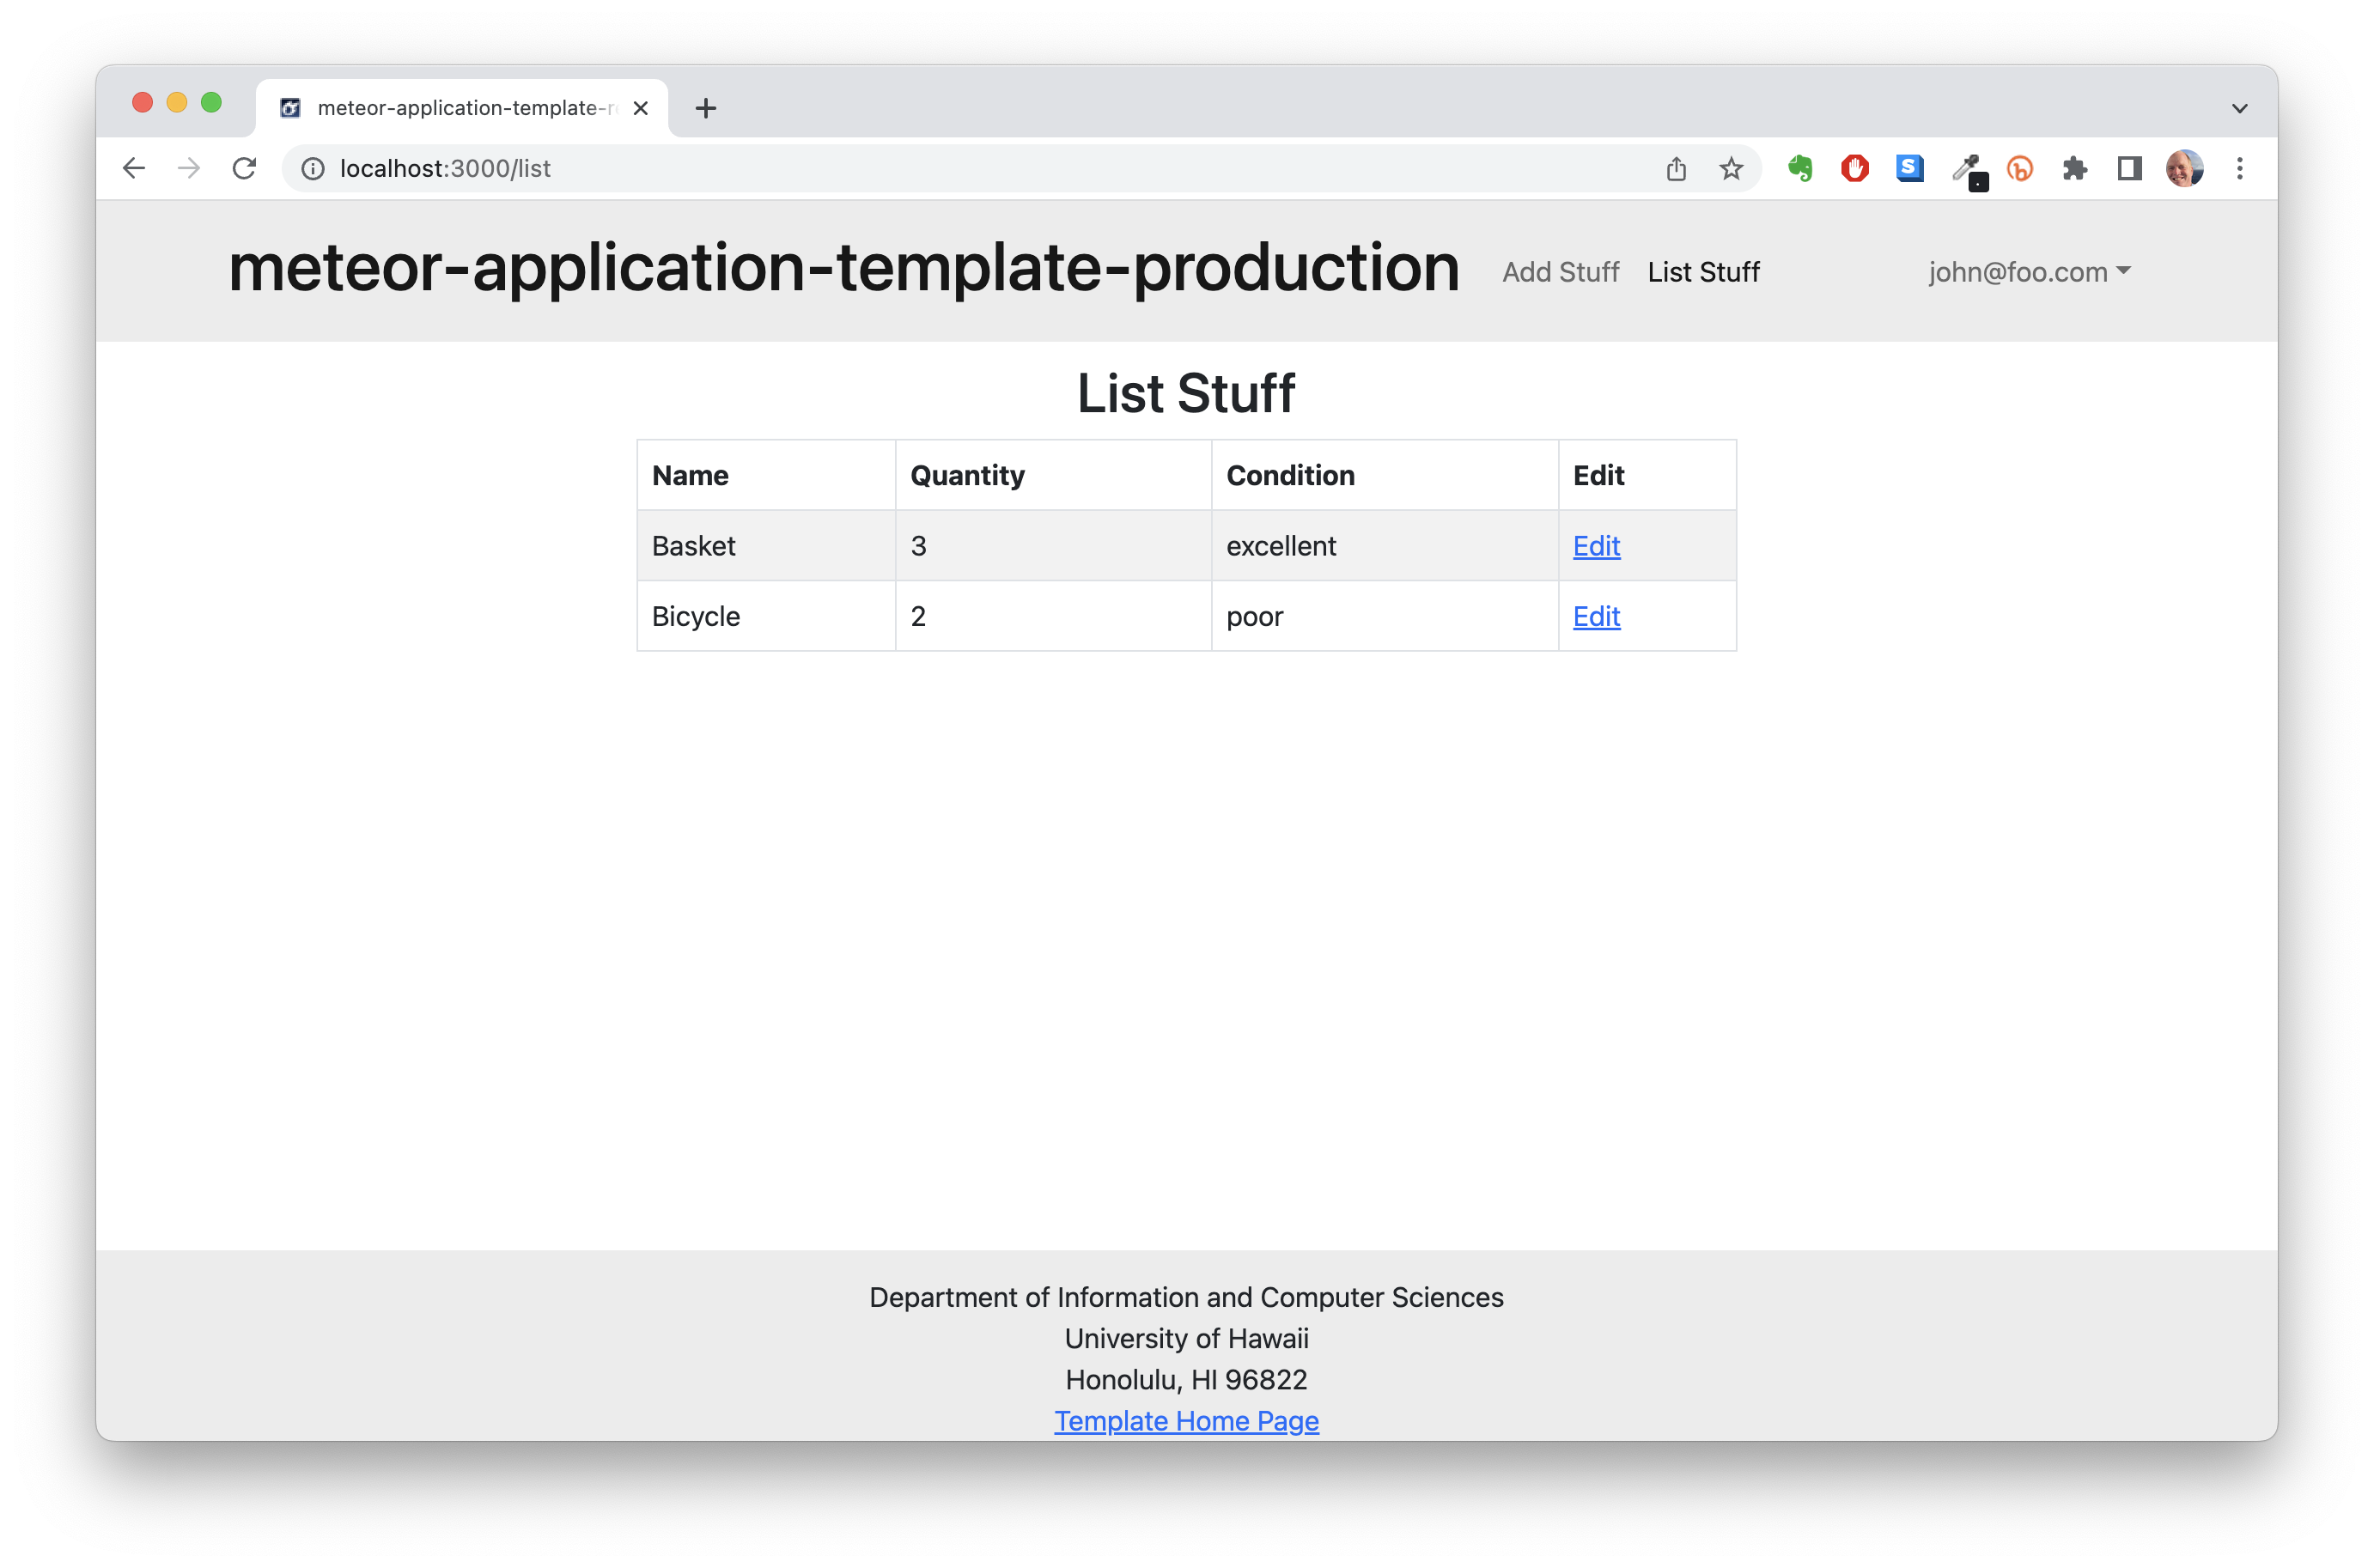 meteor-application-template-r
localhost:3000/list
meteor-application-template-production Add Stuff List Stuff john@foo.com
List Stuff
Name Quantity Condition Edit
Basket 3 excellent Edit
Bicycle 2 poor Edit
Department of Information and Computer Sciences
University of Hawaii
Honolulu, HI 96822
Template Home Page